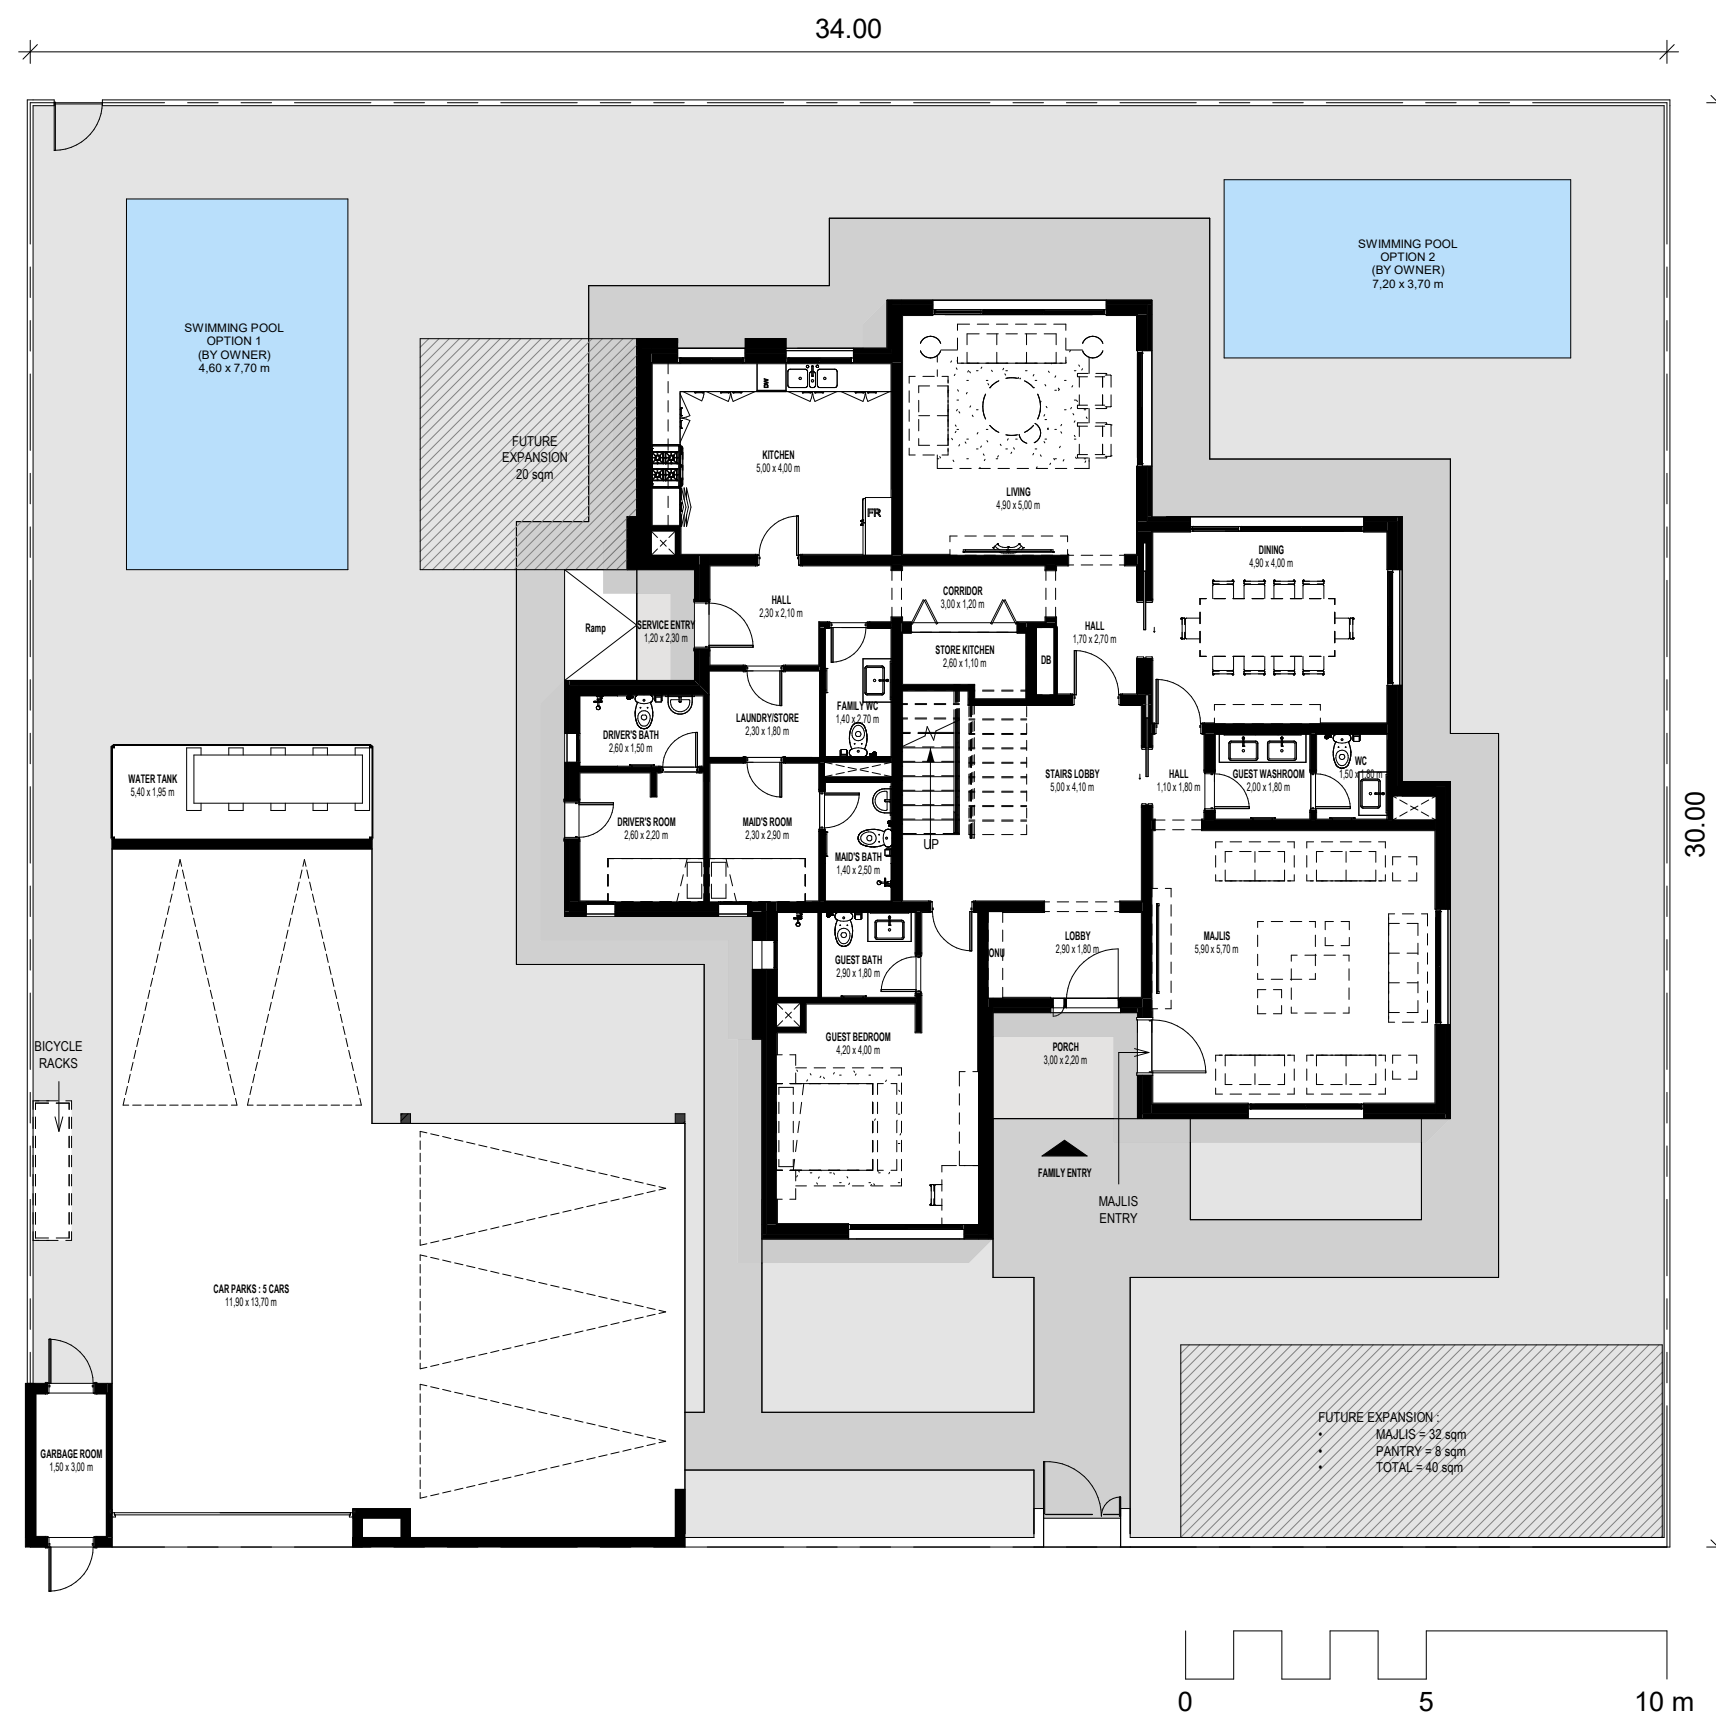 34.00
30.00
SWIMMING POOL
OPTION 1
(BY OWNER)
4,60 x 7,70 m
SWIMMING POOL
OPTION 2
(BY OWNER)
7,20 x 3,70 m
FUTURE
EXPANSION
20 sqm
DW
KITCHEN
5,00 x 4,00 m
FR
LIVING
4,90 x 5,00 m
DINING
4,90 x 4,00 m
Ramp
SERVICE ENTRY
1,20 x 2,30 m
HALL
2,30 x 2,10 m
CORRIDOR
3,00 x 1,20 m
HALL
1,70 x 2,70 m
STORE KITCHEN
2,60 x 1,10 m
DB
DRIVER'S BATH
2,60 x 1,50 m
LAUNDRY/STORE
2,30 x 1,80 m
FAMILY WC
1,40 x 2,70 m
WATER TANK
5,40 x 1,95 m
DRIVER'S ROOM
2,60 x 2,20 m
MAID'S ROOM
2,30 x 2,90 m
MAID'S BATH
1,40 x 2,50 m
UP
STAIRS LOBBY
5,00 x 4,10 m
HALL
1,10 x 1,80 m
GUEST WASHROOM
2,00 x 1,80 m
WC
1,50 x 1,80 m
GUEST BATH
2,90 x 1,80 m
ONU
LOBBY
2,90 x 1,80 m
MAJLIS
5,90 x 5,70 m
GUEST BEDROOM
4,20 x 4,00 m
PORCH
3,00 x 2,20 m
BICYCLE
RACKS
FAMILY ENTRY
MAJLIS
ENTRY
CAR PARKS : 5 CARS
11,90 x 13,70 m
GARBAGE ROOM
1,50 x 3,00 m
FUTURE EXPANSION :
• MAJLIS = 32 sqm
• PANTRY = 8 sqm
• TOTAL = 40 sqm
0 5 10 m